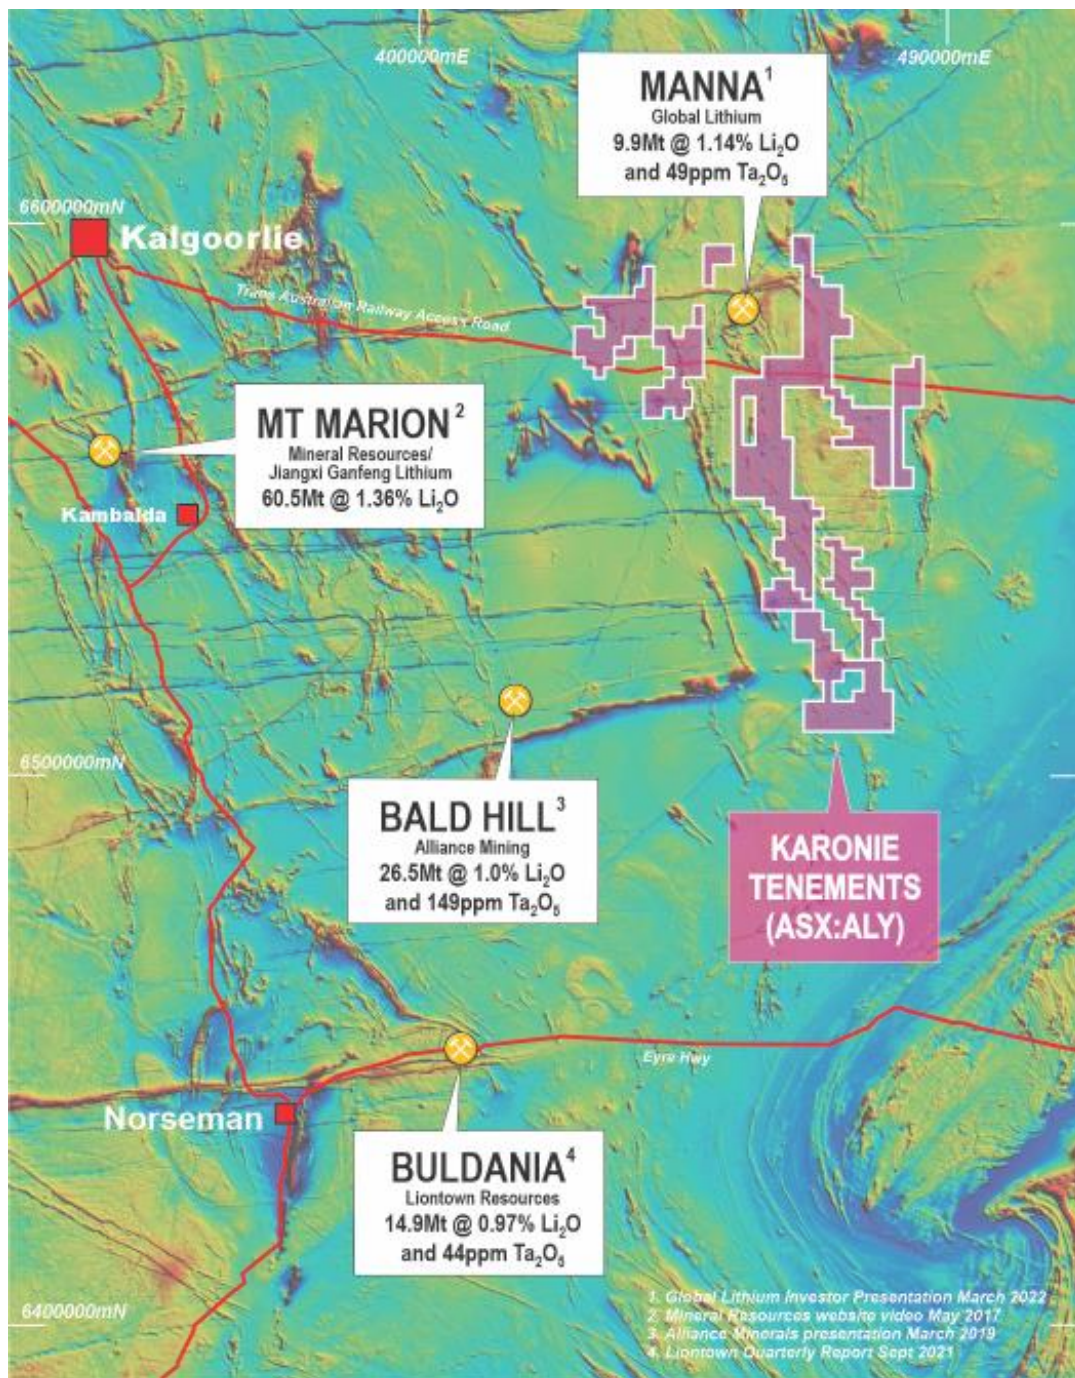 400000mE
490000mE
MANNA¹
Global Lithium
9.9Mt @ 1.14% Li₂O
and 49ppm Ta₂O₅
6600000mN
Kalgoorlie
Trans Australian Railway Access Road
MT MARION²
Mineral Resources/
Jiangxi Ganfeng Lithium
60.5Mt @ 1.36% Li₂O
Kambalda
6500000mN
BALD HILL³
Alliance Mining
26.5Mt @ 1.0% Li₂O
and 149ppm Ta₂O₅
KARONIE
TENEMENTS
(ASX:ALY)
Eyre Hwy
Norseman
BULDANIA⁴
Liontown Resources
14.9Mt @ 0.97% Li₂O
and 44ppm Ta₂O₅
6400000mN
1. Global Lithium Investor Presentation March 2022
2. Mineral Resources website video May 2017
3. Alliance Minerals presentation March 2019
4. Liontown Quarterly Report Sept 2021